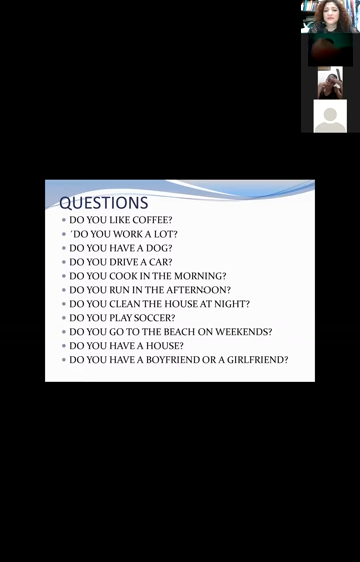 QUESTIONS
DO YOU LIKE COFFEE?
´DO YOU WORK A LOT?
DO YOU HAVE A DOG?
DO YOU DRIVE A CAR?
DO YOU COOK IN THE MORNING?
DO YOU RUN IN THE AFTERNOON?
DO YOU CLEAN THE HOUSE AT NIGHT?
DO YOU PLAY SOCCER?
DO YOU GO TO THE BEACH ON WEEKENDS?
DO YOU HAVE A HOUSE?
DO YOU HAVE A BOYFRIEND OR A GIRLFRIEND?